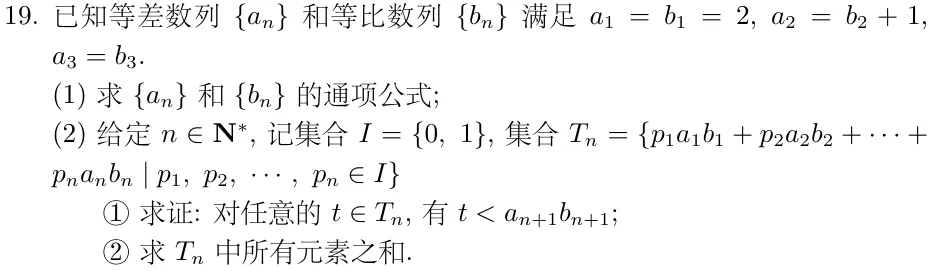 19. 已知等差数列 {aₙ} 和等比数列 {bₙ} 满足 a₁ = b₁ = 2, a₂ = b₂ + 1,
a₃ = b₃.
(1) 求 {aₙ} 和 {bₙ} 的通项公式;
(2) 给定 n ∈ N*, 记集合 I = {0, 1}, 集合 Tₙ = {p₁a₁b₁ + p₂a₂b₂ + ··· +
pₙaₙbₙ | p₁, p₂, ··· , pₙ ∈ I}
① 求证: 对任意的 t ∈ Tₙ, 有 t < aₙ₊₁bₙ₊₁;
② 求 Tₙ 中所有元素之和.